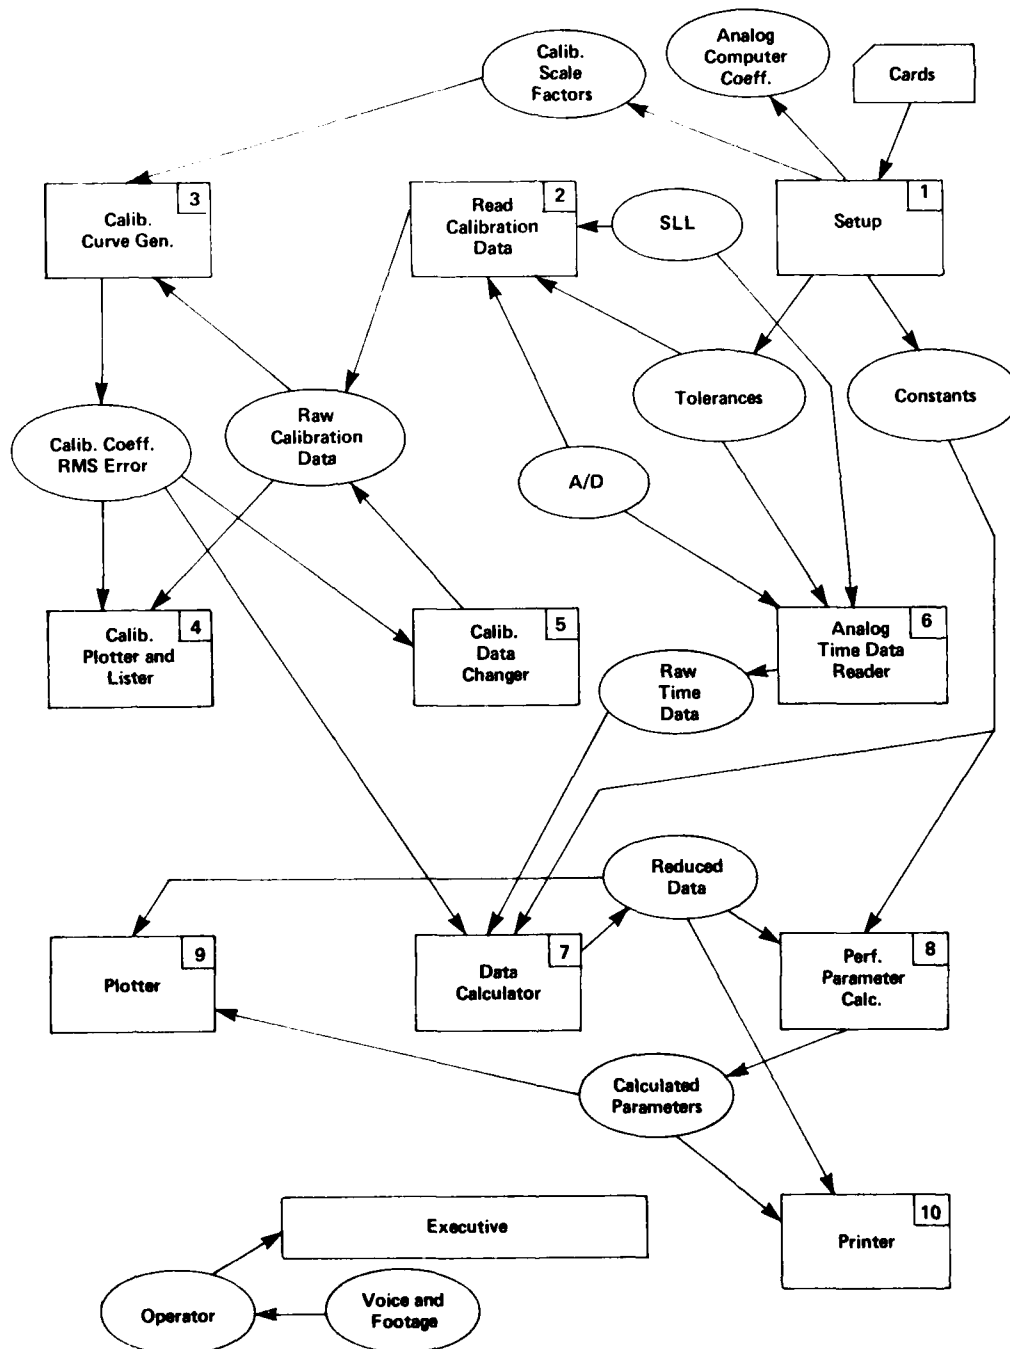 Analog
Computer
Coeff.
Calib.
Scale
Factors
Cards
3
Calib.
Curve Gen.
2
Read
Calibration
Data
SLL
1
Setup
Tolerances
Constants
Calib. Coeff.
RMS Error
Raw
Calibration
Data
A/D
4
Calib.
Plotter and
Lister
5
Calib.
Data
Changer
6
Analog
Time Data
Reader
Raw
Time
Data
Reduced
Data
9
Plotter
7
Data
Calculator
8
Perf.
Parameter
Calc.
Calculated
Parameters
Executive
10
Printer
Operator
Voice and
Footage